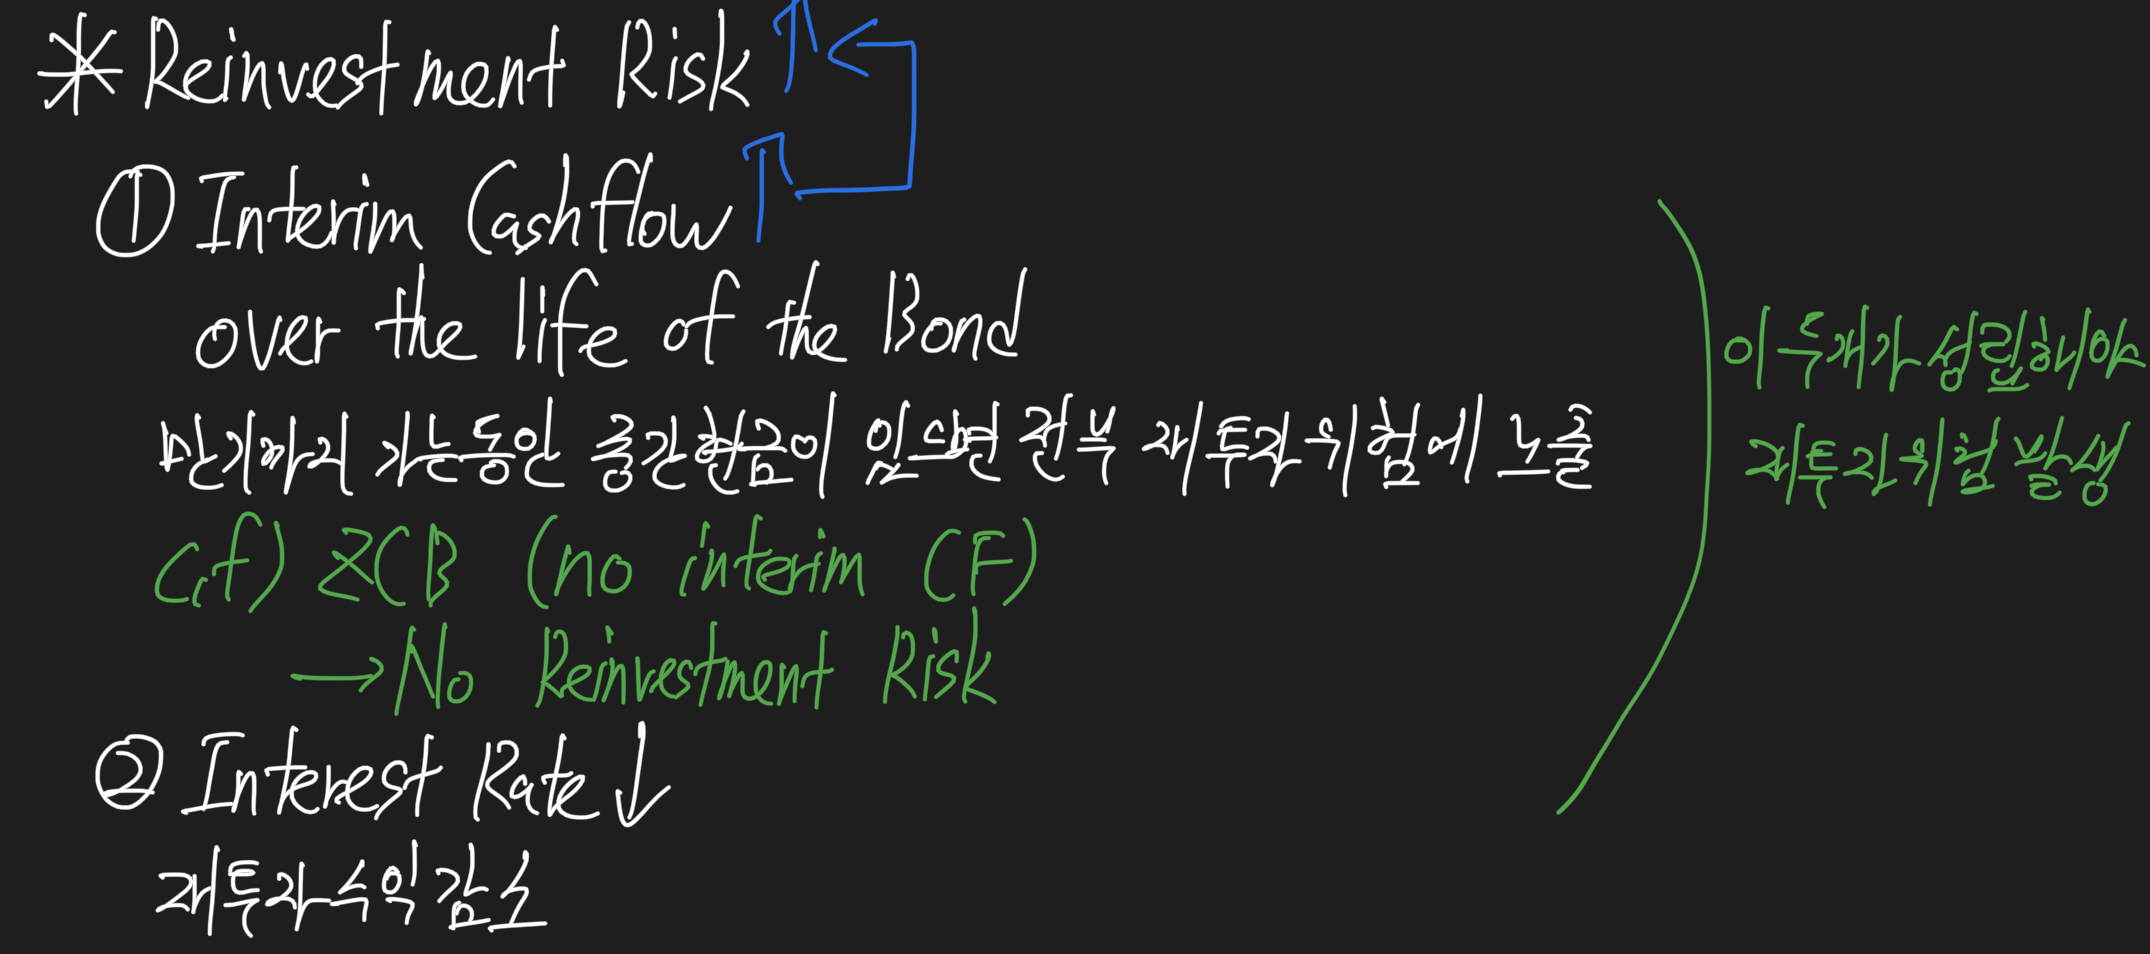 * Reinvestment Risk ↑
① Interim Cashflow ↑
over the life of the Bond
만기까지 가는동안 중간현금이 있으면 전부 재투자위험에 노출
c.f) ZCB (no interim CF)
→ No Reinvestment Risk
② Interest Rate ↓
재투자수익감소
이 두개가 성립해야
재투자위험발생